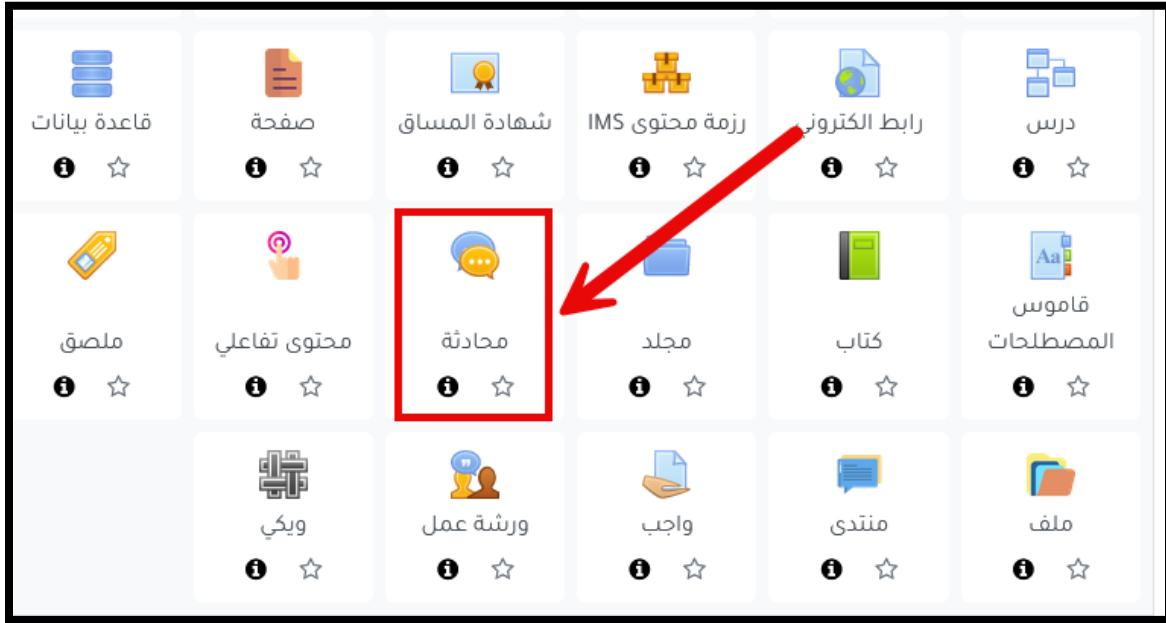 درس
رابط الكتروني
رزمة محتوى IMS
شهادة المساق
صفحة
قاعدة بيانات
قاموس
المصطلحات
كتاب
مجلد
محادثة
محتوى تفاعلي
ملصق
ملف
منتدى
واجب
ورشة عمل
ويكي